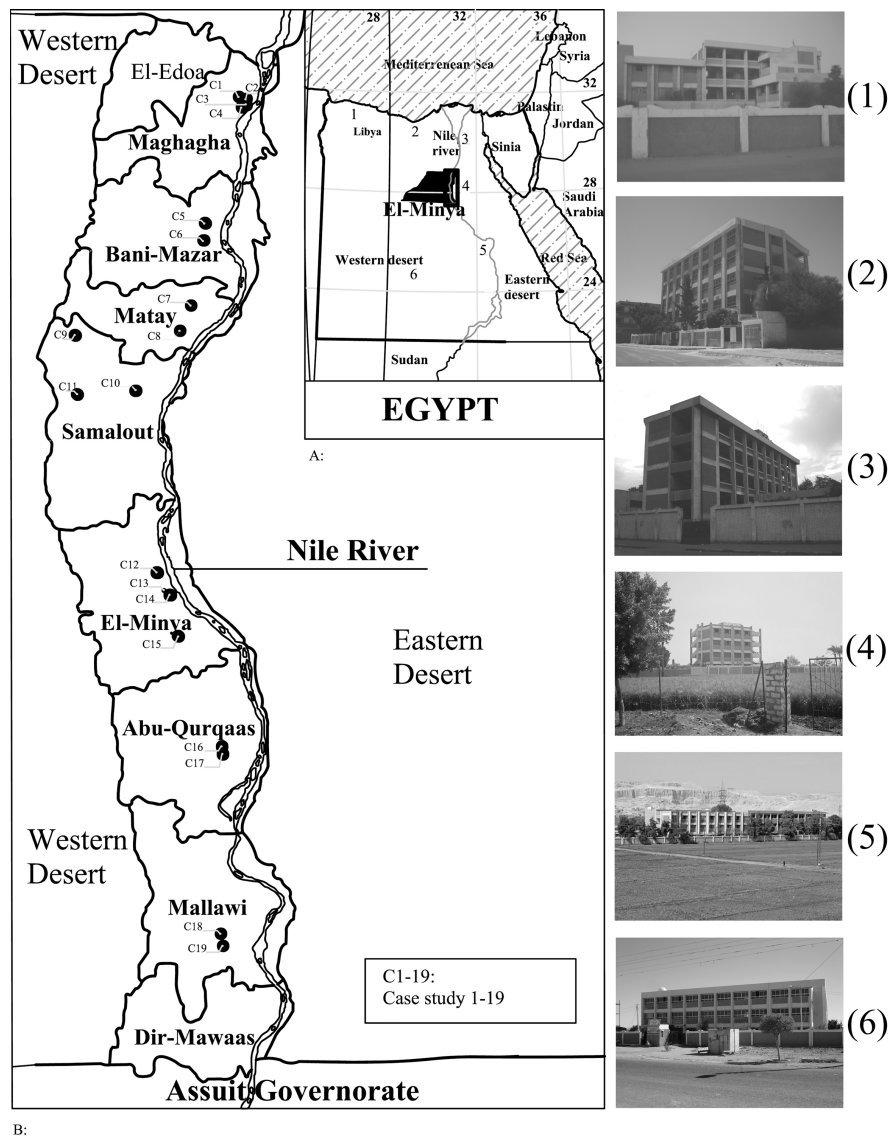 Western
Desert
El-Edoa
C1
C2
C3
C4
Maghagha
C5
C6
Bani-Mazar
C7
Matay
C8
C9
C10
C11
Samalout
Nile River
C12
C13
C14
El-Minya
C15
Eastern
Desert
Abu-Qurqaas
C16
C17
Western
Desert
Mallawi
C18
C19
C1-19:
Case study 1-19
Dir-Mawaas
Assuit Governorate
B:
28
32
36
Lebanon
Syria
Mediterrenean Sea
32
Palastin
Jordan
1
Libya
2
Nile
river
3
Sinia
4
El-Minya
28
Saudi
Arabia
Western desert
5
6
Red Sea
Eastern
desert
24
Sudan
EGYPT
A:
(1)
(2)
(3)
(4)
(5)
(6)